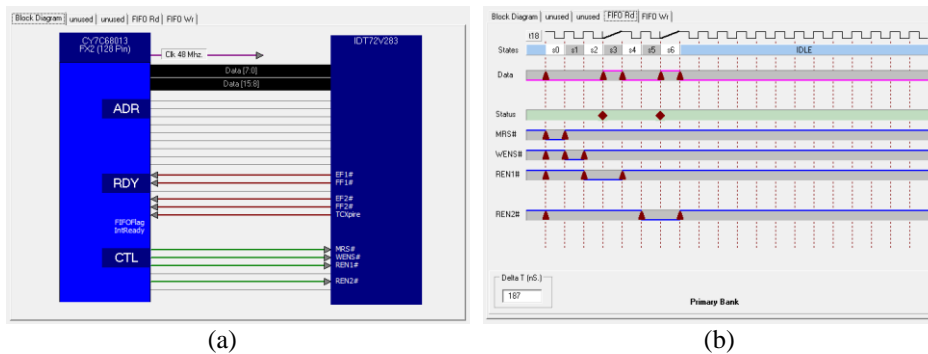 Block Diagram unused unused FIFO Rd FIFO Wr
CY7C68013
FX2 (128 Pin)
Clk 48 Mhz.
IDT72V283
Data [7:0]
Data [15:8]
ADR
RDY
EF1#
FF1#
EF2#
FF2#
TCXpire
FIFOFlag
IntReady
CTL
MRS#
WENS#
REN1#
REN2#
(a)
Block Diagram unused unused FIFO Rd FIFO Wr
t18
States s0 s1 s2 s3 s4 s5 s6 IDLE
Data
Status
MRS#
WENS#
REN1#
REN2#
Delta T (nS.)
187
Primary Bank
(b)